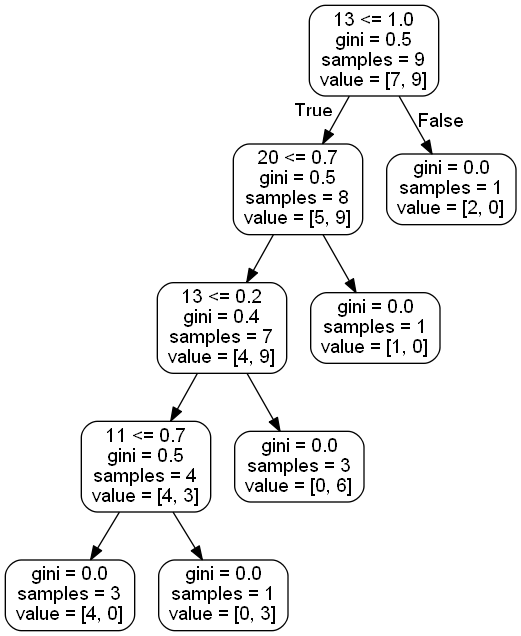 13 <= 1.0
gini = 0.5
samples = 9
value = [7, 9]
True
False
20 <= 0.7
gini = 0.5
samples = 8
value = [5, 9]
gini = 0.0
samples = 1
value = [2, 0]
13 <= 0.2
gini = 0.4
samples = 7
value = [4, 9]
gini = 0.0
samples = 1
value = [1, 0]
11 <= 0.7
gini = 0.5
samples = 4
value = [4, 3]
gini = 0.0
samples = 3
value = [0, 6]
gini = 0.0
samples = 3
value = [4, 0]
gini = 0.0
samples = 1
value = [0, 3]